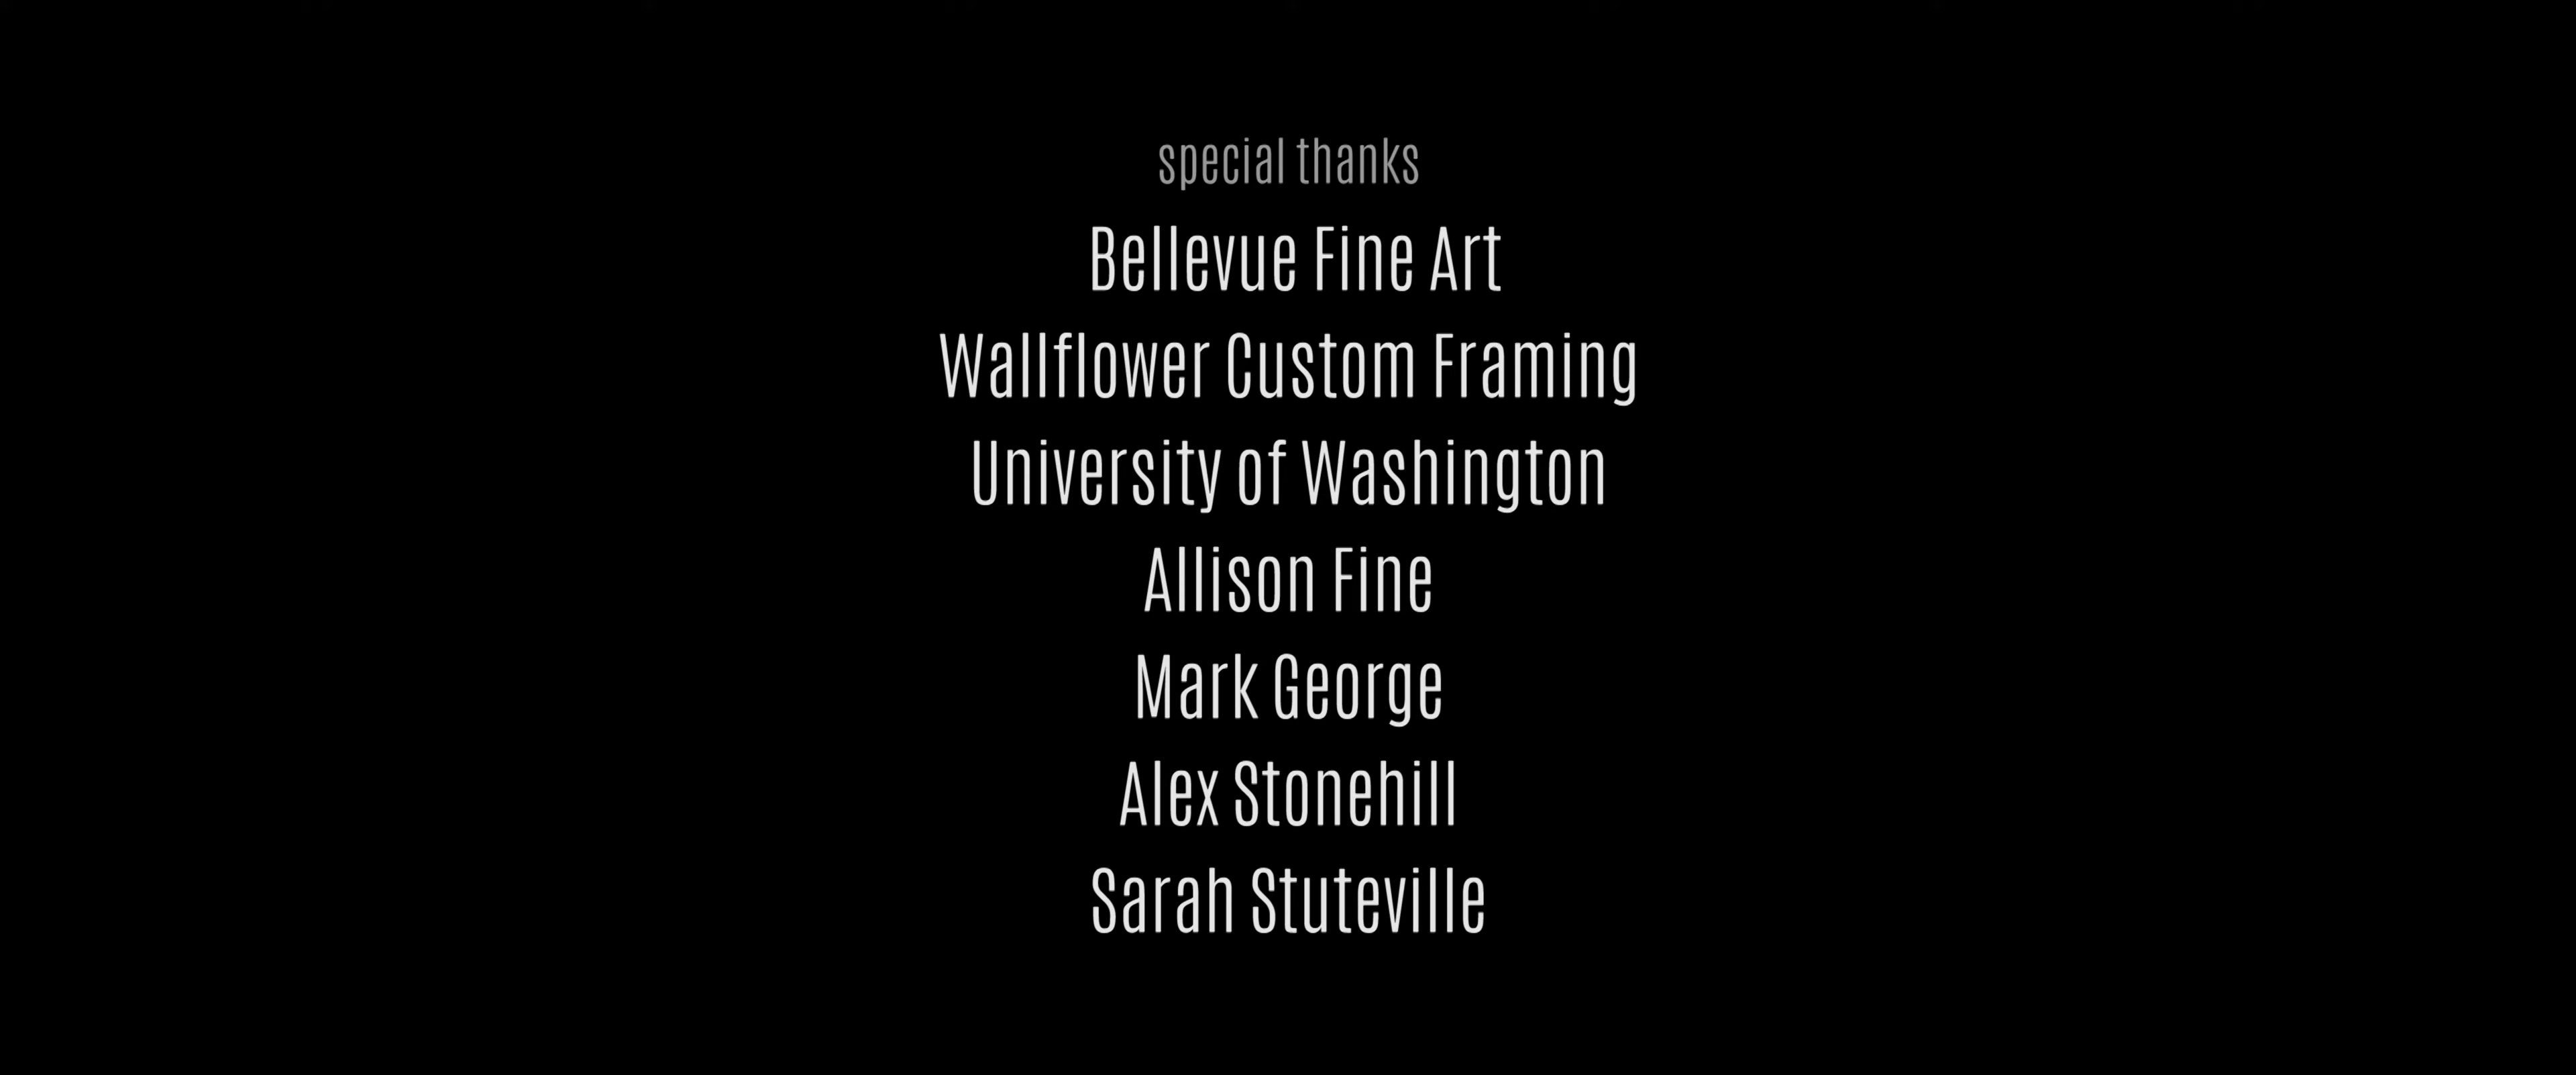 special thanks
Bellevue Fine Art
Wallflower Custom Framing
University of Washington
Allison Fine
Mark George
Alex Stonehill
Sarah Stuteville